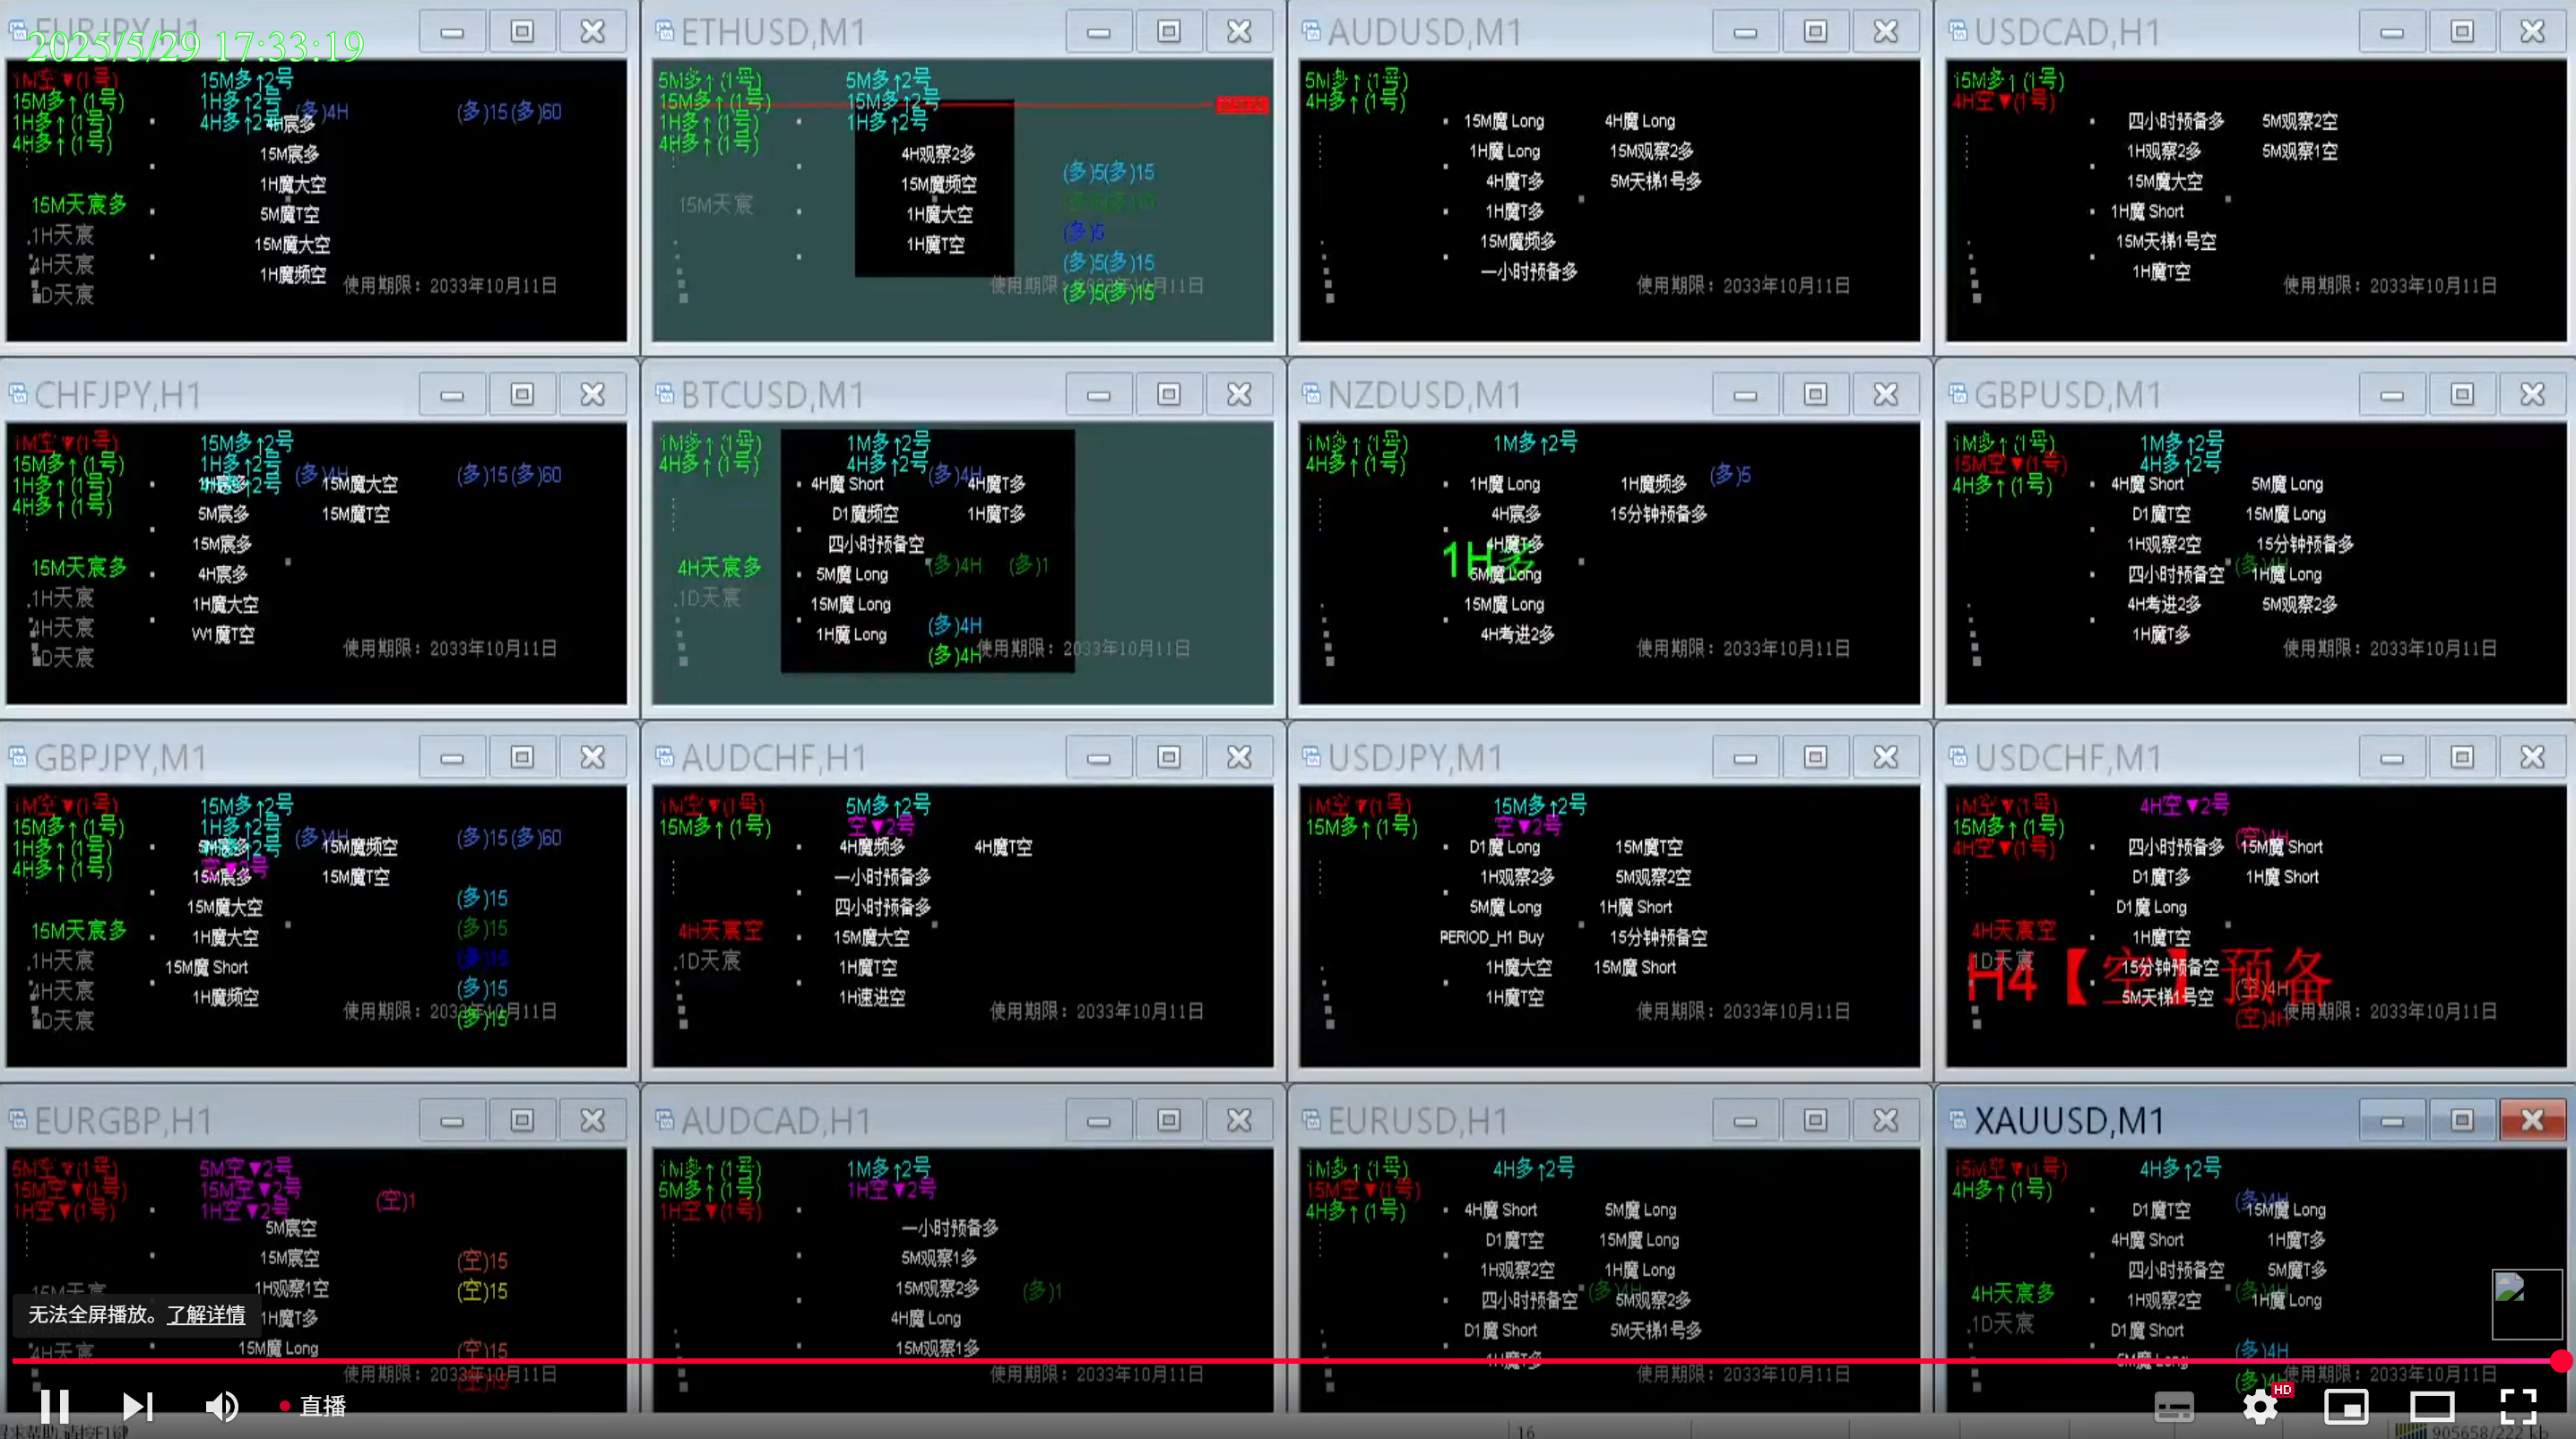 EURJPY,H1
2025/5/29 17:33:19
1M空▼(1号)
15M多↑(1号)
1H多↑(1号)
4H多↑(1号)
15M多↑2号
1H多↑2号
4H多↑2号
(多)4H
(多)15(多)60
4H宸多
15M宸多
1H魔大空
5M魔T空
15M魔大空
1H魔频空
15M天宸多
1H天宸
4H天宸
1D天宸
使用期限：2033年10月11日
ETHUSD,M1
5M多↑(1号)
15M多↑(1号)
1H多↑(1号)
4H多↑(1号)
5M多↑2号
15M多↑2号
1H多↑2号
4H观察2多
15M魔频空
1H魔大空
1H魔T空
15M天宸
(多)5(多)15
(多)5
(多)5(多)15
(多)5(多)15
使用期限：2033年10月11日
AUDUSD,M1
5M多↑(1号)
4H多↑(1号)
15M魔 Long
4H魔 Long
1H魔 Long
15M观察2多
4H魔T多
5M天梯1号多
1H魔T多
15M魔频多
一小时预备多
使用期限：2033年10月11日
USDCAD,H1
15M多↑(1号)
4H空▼(1号)
四小时预备多
5M观察2空
1H观察2多
5M观察1空
15M魔大空
1H魔 Short
15M天梯1号空
1H魔T空
使用期限：2033年10月11日
CHFJPY,H1
1M空▼(1号)
15M多↑(1号)
1H多↑(1号)
4H多↑(1号)
15M多↑2号
1H多↑2号
4H多↑2号
(多)4H
(多)15(多)60
1H宸多
15M魔大空
5M宸多
15M魔T空
15M宸多
4H宸多
1H魔大空
W1魔T空
15M天宸多
1H天宸
4H天宸
1D天宸
使用期限：2033年10月11日
BTCUSD,M1
1M多↑(1号)
4H多↑(1号)
1M多↑2号
4H多↑2号
(多)4H
4H魔 Short
4H魔T多
D1魔频空
1H魔T多
四小时预备空
(多)4H
(多)1
5M魔 Long
15M魔 Long
1H魔 Long
4H天宸多
1D天宸
(多)4H
(多)4H
使用期限：2033年10月11日
NZDUSD,M1
1M多↑(1号)
4H多↑(1号)
1M多↑2号
1H魔 Long
1H魔频多
(多)5
4H宸多
15分钟预备多
4H魔T多
1H多
5M魔 Long
15M魔 Long
4H考进2多
使用期限：2033年10月11日
GBPUSD,M1
1M多↑(1号)
15M空▼(1号)
4H多↑(1号)
1M多↑2号
4H多↑2号
4H魔 Short
5M魔 Long
D1魔T空
15M魔 Long
1H观察2空
15分钟预备多
四小时预备空
(多)4H
1H魔 Long
4H考进2多
5M观察2多
1H魔T多
使用期限：2033年10月11日
GBPJPY,M1
1M空▼(1号)
15M多↑(1号)
1H多↑(1号)
4H多↑(1号)
15M多↑2号
1H多↑2号
空▼2号
(多)4H
(多)15(多)60
5M宸多
15M魔频空
15M宸多
15M魔T空
15M魔大空
1H魔大空
15M魔 Short
1H魔频空
15M天宸多
1H天宸
4H天宸
1D天宸
(多)15
(多)15
(多)15
(多)15
(多)15
使用期限：2033年10月11日
AUDCHF,H1
1M空▼(1号)
15M多↑(1号)
5M多↑2号
空▼2号
4H魔频多
4H魔T空
一小时预备多
四小时预备多
15M魔大空
1H魔T空
1H速进空
4H天宸空
1D天宸
使用期限：2033年10月11日
USDJPY,M1
1M空▼(1号)
15M多↑(1号)
15M多↑2号
空▼2号
D1魔 Long
15M魔T空
1H观察2多
5M观察2空
5M魔 Long
1H魔 Short
PERIOD_H1 Buy
15分钟预备空
1H魔大空
15M魔 Short
1H魔T空
使用期限：2033年10月11日
USDCHF,M1
1M空▼(1号)
15M多↑(1号)
4H空▼(1号)
4H空▼2号
(空)4H
四小时预备多
15M魔 Short
D1魔T多
1H魔 Short
D1魔 Long
1H魔T空
15分钟预备空
5M天梯1号空
4H天宸空
1D天宸
H4【空】预备
(空)4H
(空)4H
使用期限：2033年10月11日
EURGBP,H1
5M空▼(1号)
15M空▼(1号)
1H空▼(1号)
5M空▼2号
15M空▼2号
1H空▼2号
(空)1
5M宸空
15M宸空
1H观察1空
1H魔T多
15M魔 Long
15M天宸
4H天宸
(空)15
(空)15
(空)15
(空)15
使用期限：2033年10月11日
AUDCAD,H1
1M多↑(1号)
5M多↑(1号)
1H空▼(1号)
1M多↑2号
1H空▼2号
一小时预备多
5M观察1多
15M观察2多
(多)1
4H魔 Long
15M观察1多
使用期限：2033年10月11日
EURUSD,H1
1M多↑(1号)
15M空▼(1号)
4H多↑(1号)
4H多↑2号
4H魔 Short
5M魔 Long
D1魔T空
15M魔 Long
1H观察2空
1H魔 Long
四小时预备空
5M观察2多
D1魔 Short
5M天梯1号多
1H魔T多
使用期限：2033年10月11日
XAUUSD,M1
15M空▼(1号)
4H多↑(1号)
4H多↑2号
(多)4H
D1魔T空
15M魔 Long
4H魔 Short
1H魔T多
四小时预备空
5M魔T多
1H观察2空
1H魔 Long
D1魔 Short
5M魔 Long
4H天宸多
1D天宸
(多)4H
(多)4H
使用期限：2033年10月11日
无法全屏播放。了解详情
直播
HD
16
905658/222 kb